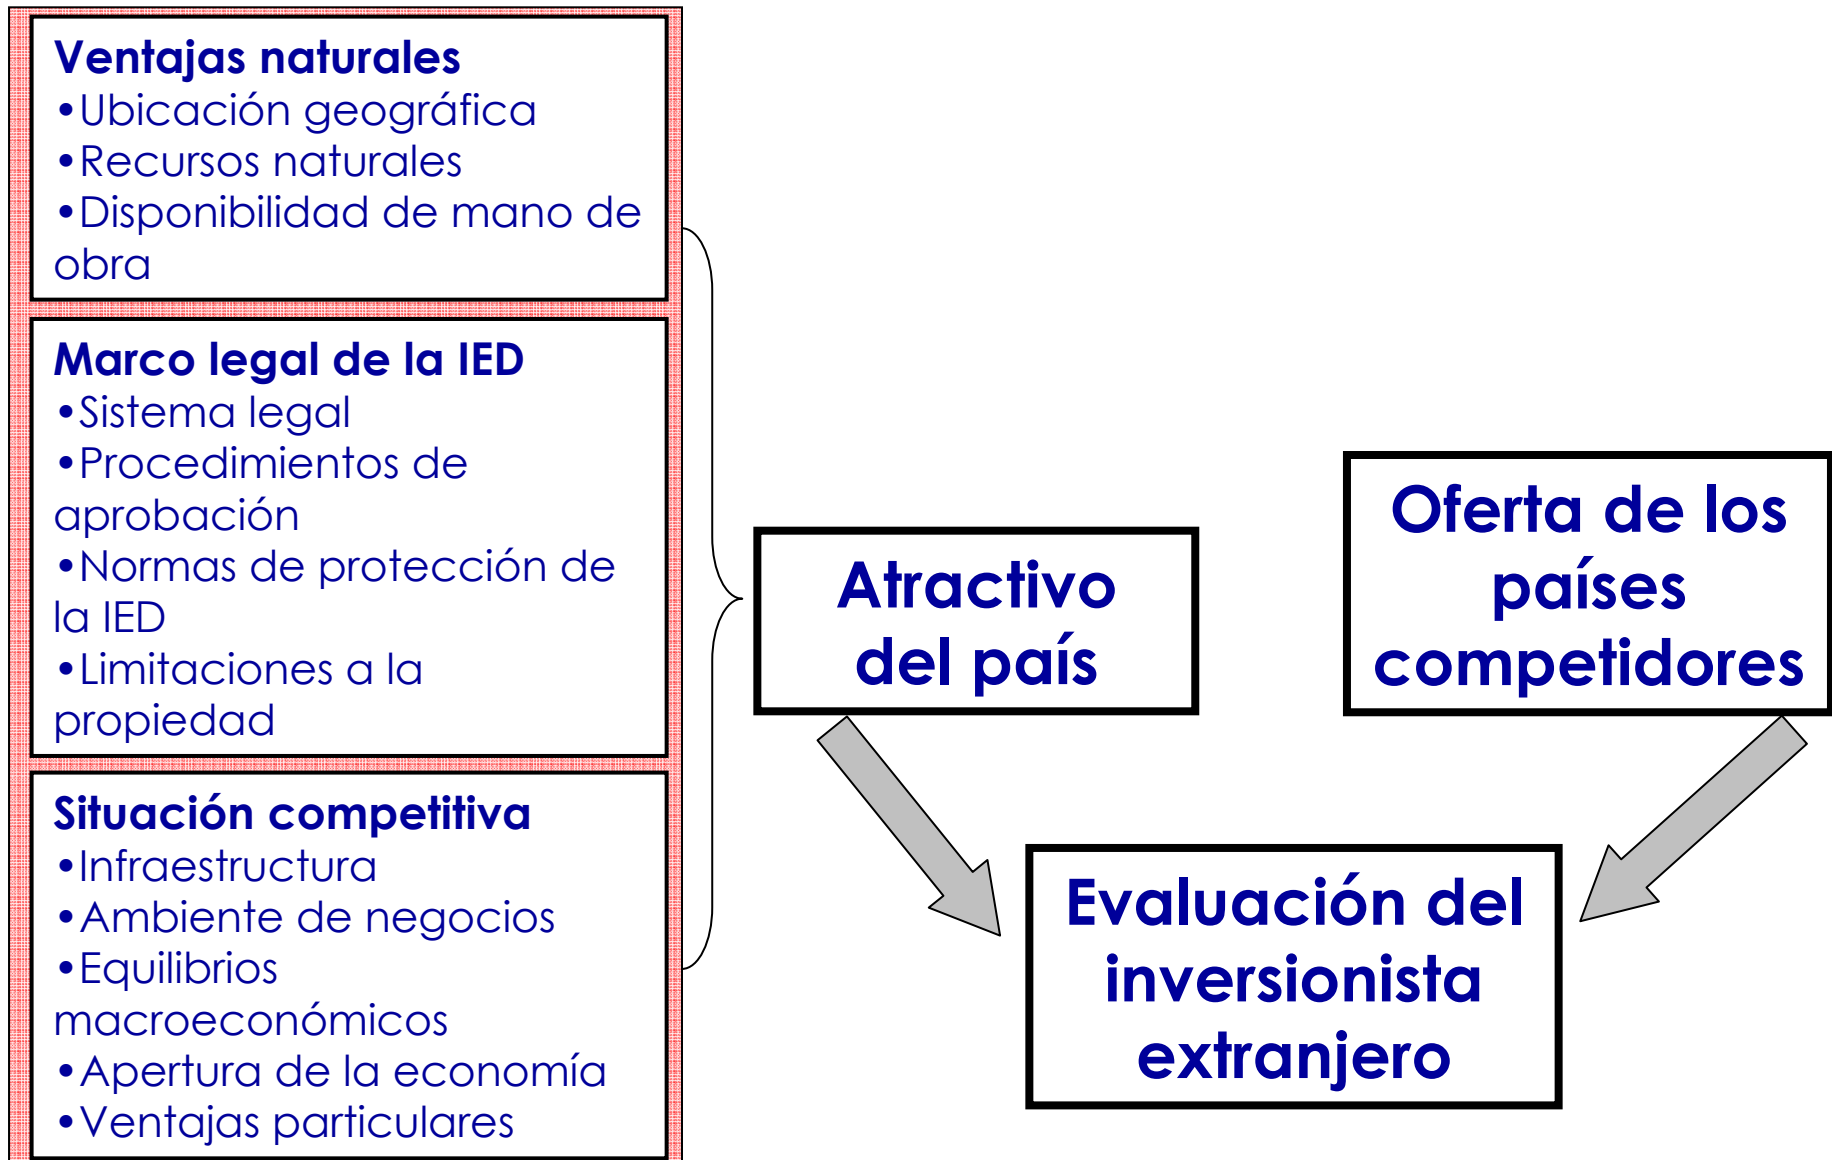 Ventajas naturales
•Ubicación geográfica
•Recursos naturales
•Disponibilidad de mano de
obra
Marco legal de la IED
•Sistema legal
•Procedimientos de
aprobación
•Normas de protección de
la IED
•Limitaciones a la
propiedad
Situación competitiva
•Infraestructura
•Ambiente de negocios
•Equilibrios
macroeconómicos
•Apertura de la economía
•Ventajas particulares
Atractivo
del país
Oferta de los
países
competidores
Evaluación del
inversionista
extranjero